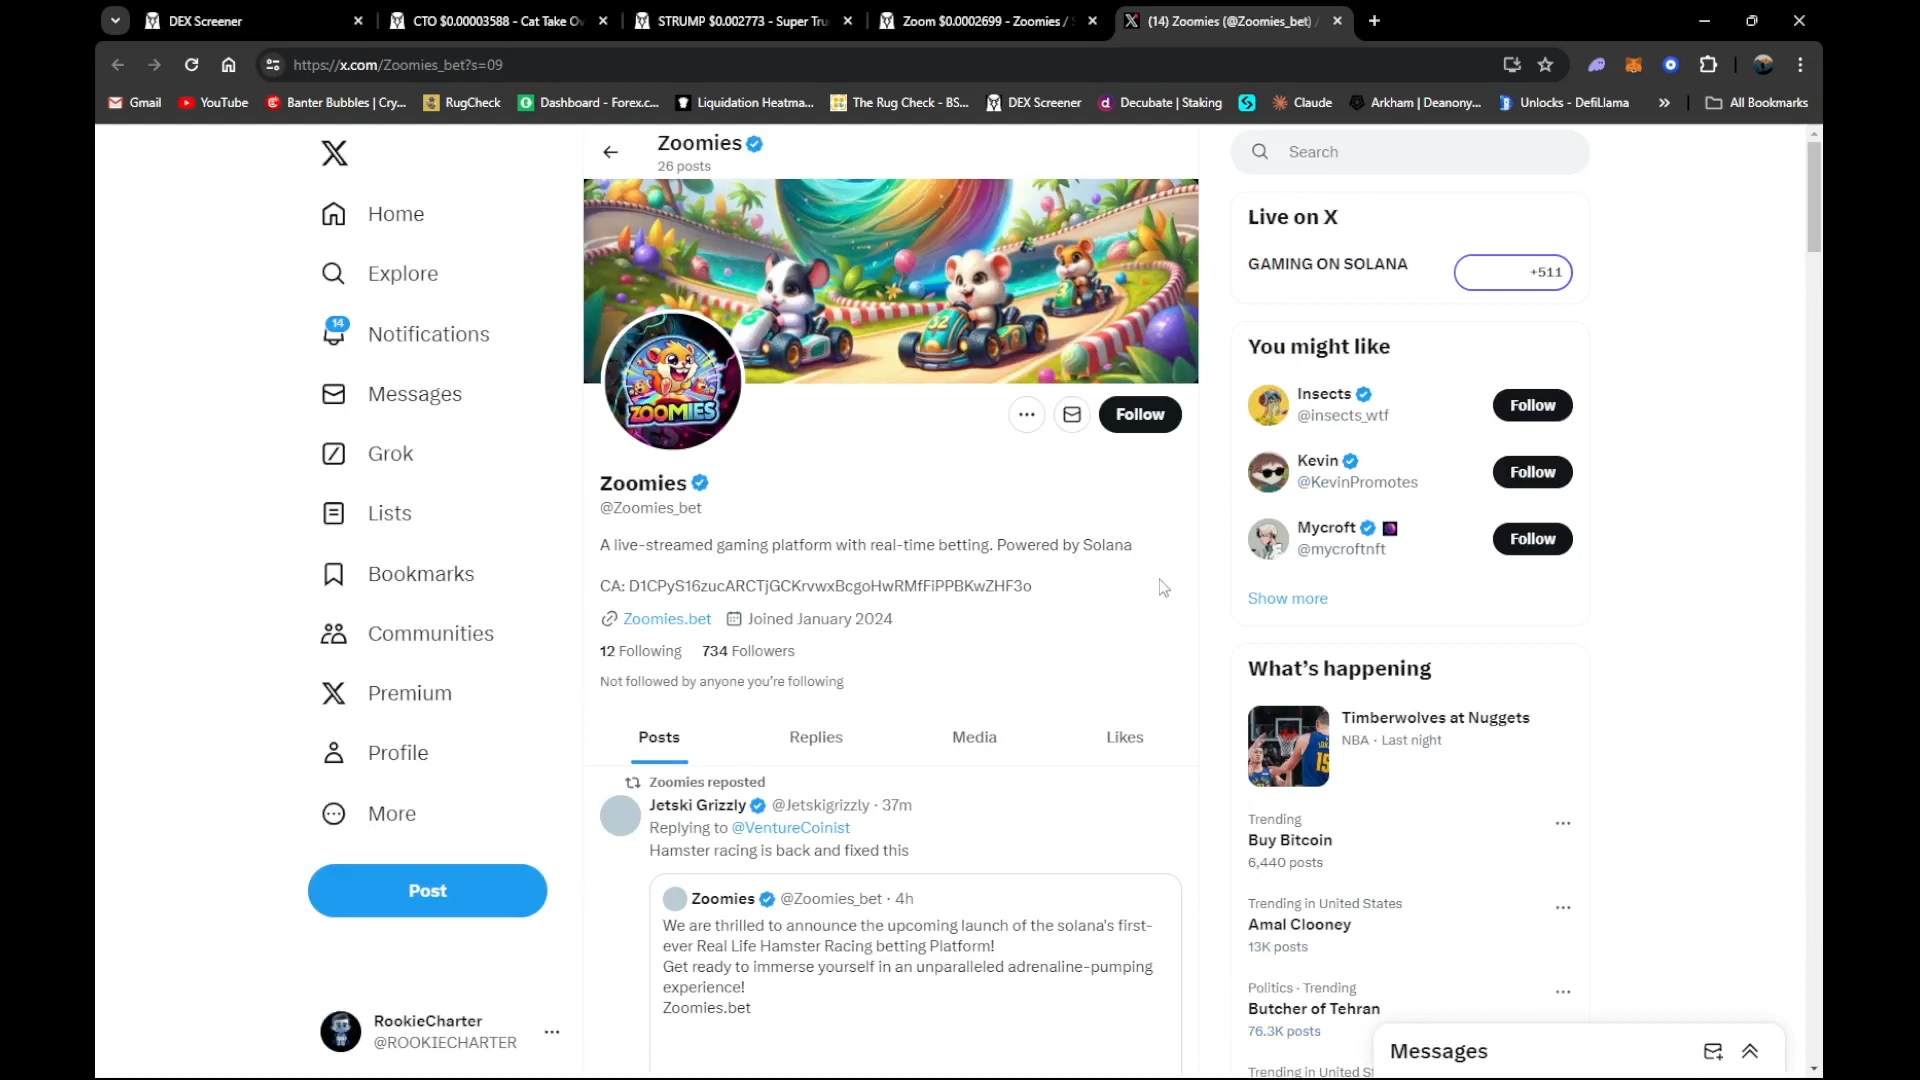 DEX Screener
CTO $0.00003588 - Cat Take Ov
STRUMP $0.002773 - Super Tru
Zoom $0.0002699 - Zoomies /
(14) Zoomies (@Zoomies_bet) /
https://x.com/Zoomies_bet?s=09
Gmail
YouTube
Banter Bubbles | Cry...
RugCheck
Dashboard - Forex.c...
Liquidation Heatma...
The Rug Check - BS...
DEX Screener
Decubate | Staking
Claude
Arkham | Deanony...
Unlocks - DefiLlama
All Bookmarks
Zoomies
26 posts
Search
Home
Explore
14
Notifications
Messages
Grok
Lists
Bookmarks
Communities
Premium
Profile
More
Post
RookieCharter
@ROOKIECHARTER
32
3
ZOOMIES
Follow
Zoomies
@Zoomies_bet
A live-streamed gaming platform with real-time betting. Powered by Solana
CA: D1CPyS16zucARCTjGCKrvwxBcgoHwRMfFiPPBKwZHF3o
Zoomies.bet Joined January 2024
12 Following 734 Followers
Not followed by anyone you're following
Posts
Replies
Media
Likes
Zoomies reposted
Jetski Grizzly @Jetskigrizzly · 37m
Replying to @VentureCoinist
Hamster racing is back and fixed this
Zoomies @Zoomies_bet · 4h
We are thrilled to announce the upcoming launch of the solana's first-
ever Real Life Hamster Racing betting Platform!
Get ready to immerse yourself in an unparalleled adrenaline-pumping
experience!
Zoomies.bet
Live on X
GAMING ON SOLANA
+511
You might like
Insects
@insects_wtf
Follow
Kevin
@KevinPromotes
Follow
Mycroft
@mycroftnft
Follow
Show more
What's happening
Timberwolves at Nuggets
NBA · Last night
Trending
Buy Bitcoin
6,440 posts
Trending in United States
Amal Clooney
13K posts
Politics · Trending
Butcher of Tehran
76.3K posts
Trending in United
Messages